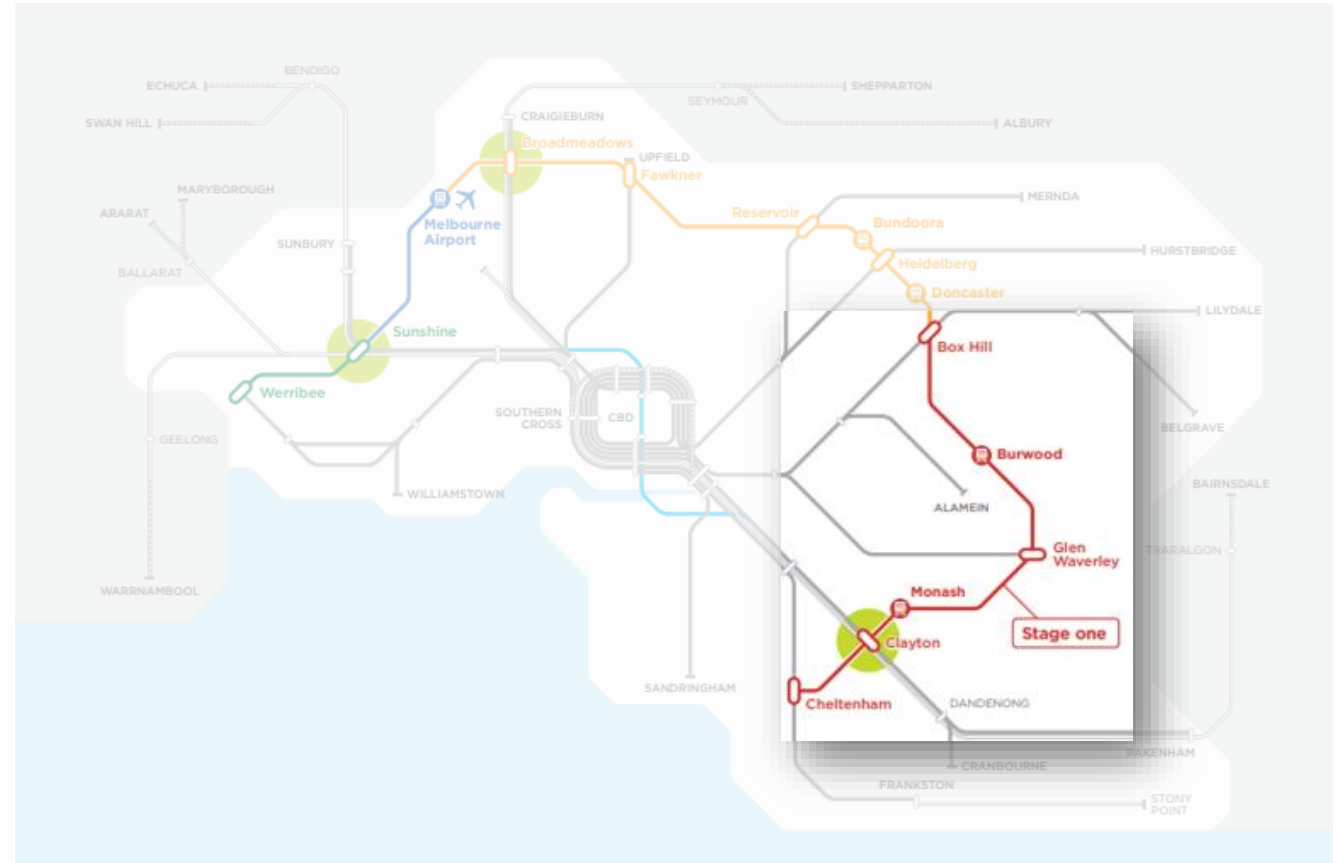 BENDIGO
ECHUCA
SEYMOUR
SHEPPARTON
SWAN HILL
CRAIGIEBURN
ALBURY
Broadmeadows
UPFIELD
Fawkner
MARYBOROUGH
MERNDA
ARARAT
Melbourne
Airport
Reservoir
Bundoora
SUNBURY
HURSTBRIDGE
BALLARAT
Heidelberg
Doncaster
LILYDALE
Sunshine
Box Hill
Werribee
SOUTHERN
CROSS
CBD
BELGRAVE
GEELONG
Burwood
BAIRNSDALE
WILLIAMSTOWN
ALAMEIN
Glen
Waverley
TRARALGON
WARRNAMBOOL
Monash
Stage one
Clayton
SANDRINGHAM
Cheltenham
DANDENONG
PAKENHAM
CRANBOURNE
FRANKSTON
STONY
POINT